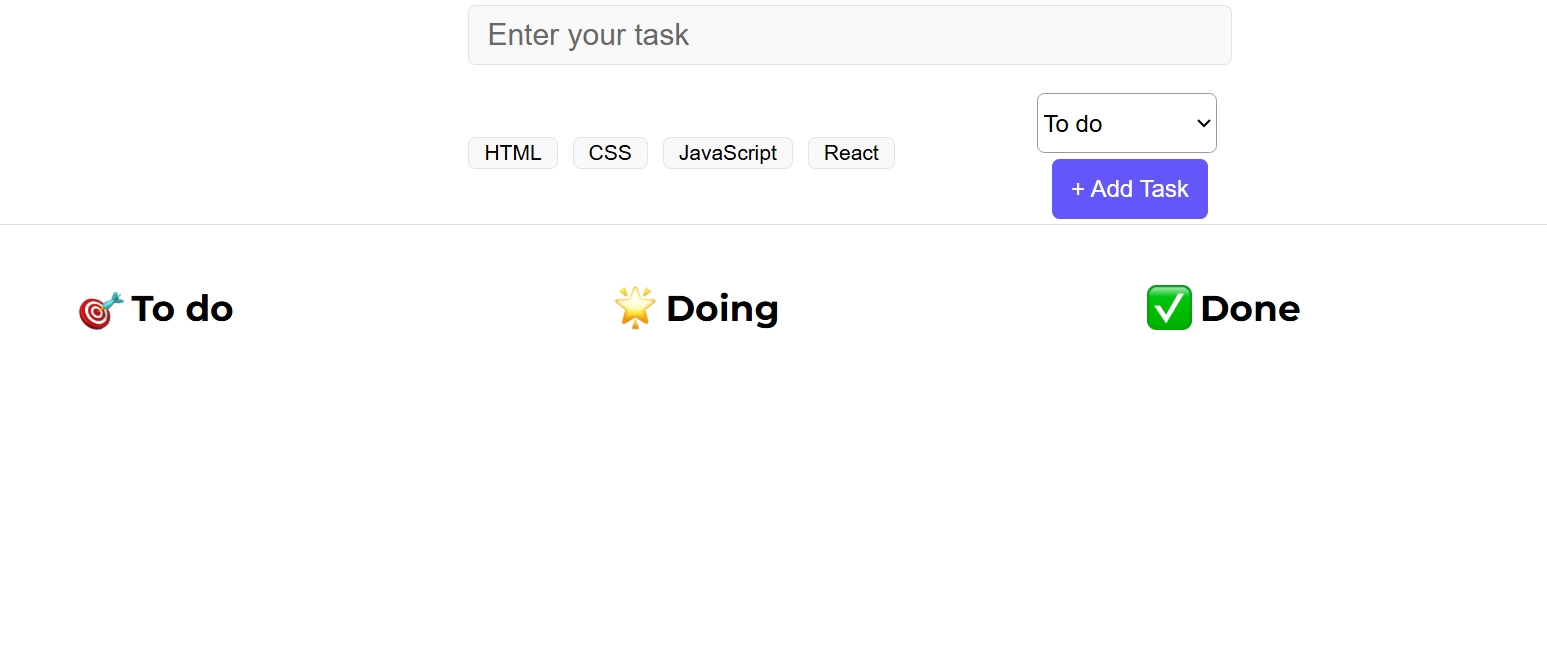 Enter your task
To do
HTML CSS JavaScript React
+ Add Task
To do Doing Done